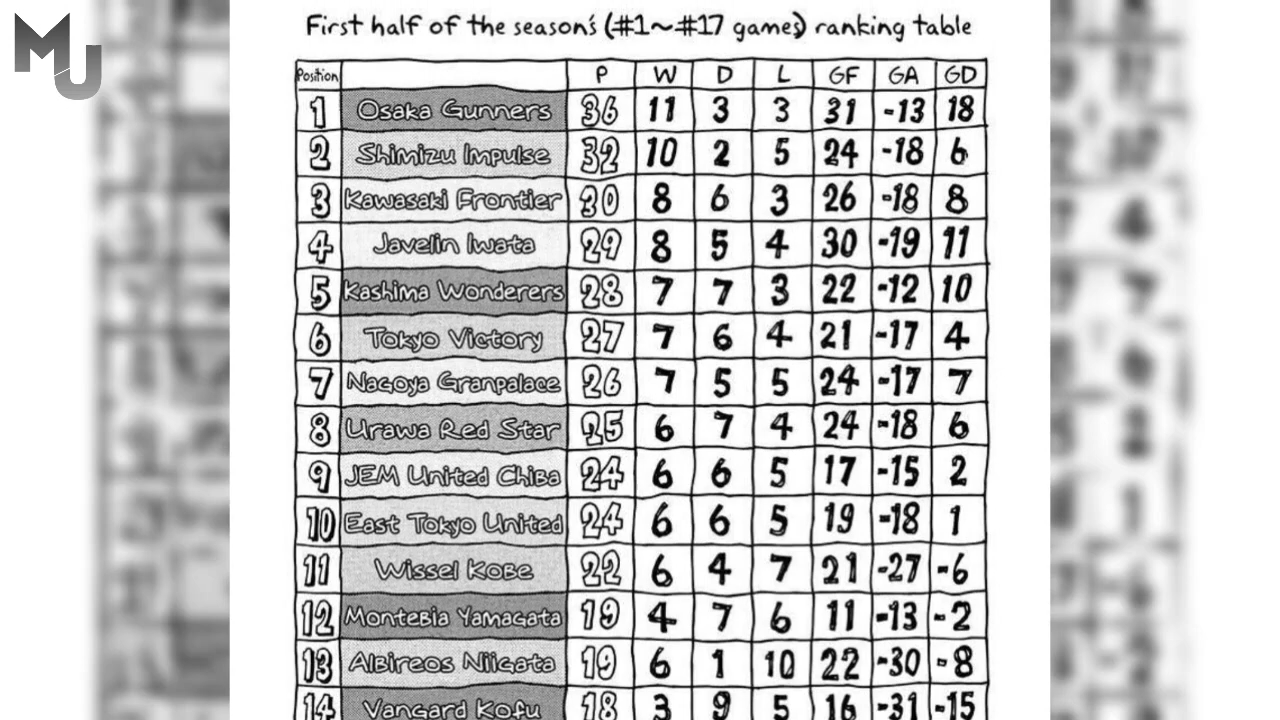 MU
First half of the season's (#1~#17 games) ranking table
Position P W D L GF GA GD
1 Osaka Gunners 36 11 3 3 31 -13 18
2 Shimizu Impulse 32 10 2 5 24 -18 6
3 Kawasaki Frontier 30 8 6 3 26 -18 8
4 Javelin Iwata 29 8 5 4 30 -19 11
5 Kashima Wonderers 28 7 7 3 22 -12 10
6 Tokyo Victory 27 7 6 4 21 -17 4
7 Nagoya Granpalace 26 7 5 5 24 -17 7
8 Urawa Red Star 25 6 7 4 24 -18 6
9 JEM United Chiba 24 6 6 5 17 -15 2
10 East Tokyo United 24 6 6 5 19 -18 1
11 Wissel Kobe 22 6 4 7 21 -27 -6
12 Montebia Yamagata 19 4 7 6 11 -13 -2
13 Albireos Niigata 19 6 1 10 22 -30 -8
14 Vangard Kofu 18 3 9 5 16 -31 -15